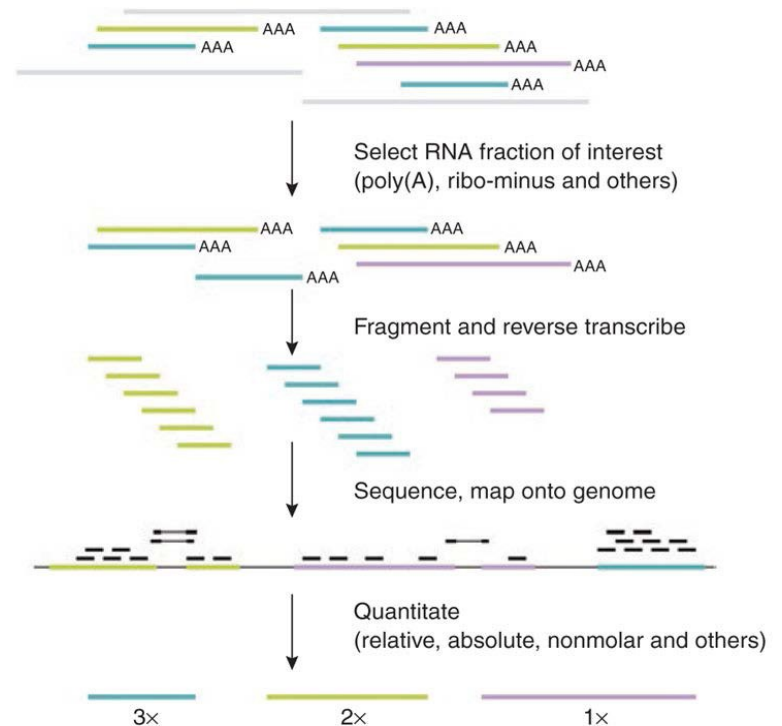 AAA
AAA
AAA
AAA
AAA
AAA
Select RNA fraction of interest
(poly(A), ribo-minus and others)
AAA
AAA
AAA
AAA
AAA
AAA
Fragment and reverse transcribe
Sequence, map onto genome
Quantitate
(relative, absolute, nonmolar and others)
3× 2× 1×